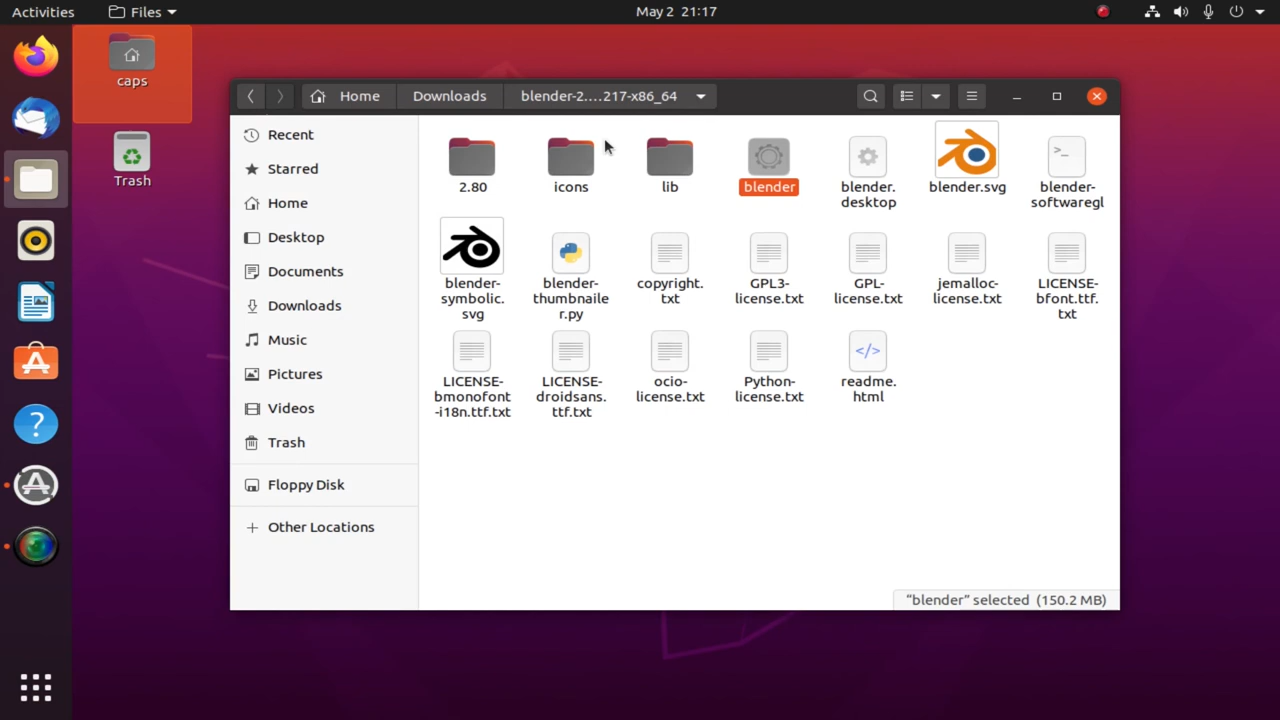 Activities
Files
May 2 21:17
caps
Trash
Home
Downloads
blender-2....217-x86_64
Recent
Starred
Home
Desktop
Documents
Downloads
Music
Pictures
Videos
Trash
Floppy Disk
Other Locations
2.80
icons
lib
blender
blender.
desktop
blender.svg
blender-
softwaregl
>_
blender-
symbolic.
svg
blender-
thumbnaile
r.py
copyright.
txt
GPL3-
license.txt
GPL-
license.txt
jemalloc-
license.txt
LICENSE-
bfont.ttf.
txt
LICENSE-
bmonofont
-i18n.ttf.txt
LICENSE-
droidsans.
ttf.txt
ocio-
license.txt
Python-
license.txt
</>
readme.
html
"blender" selected (150.2 MB)